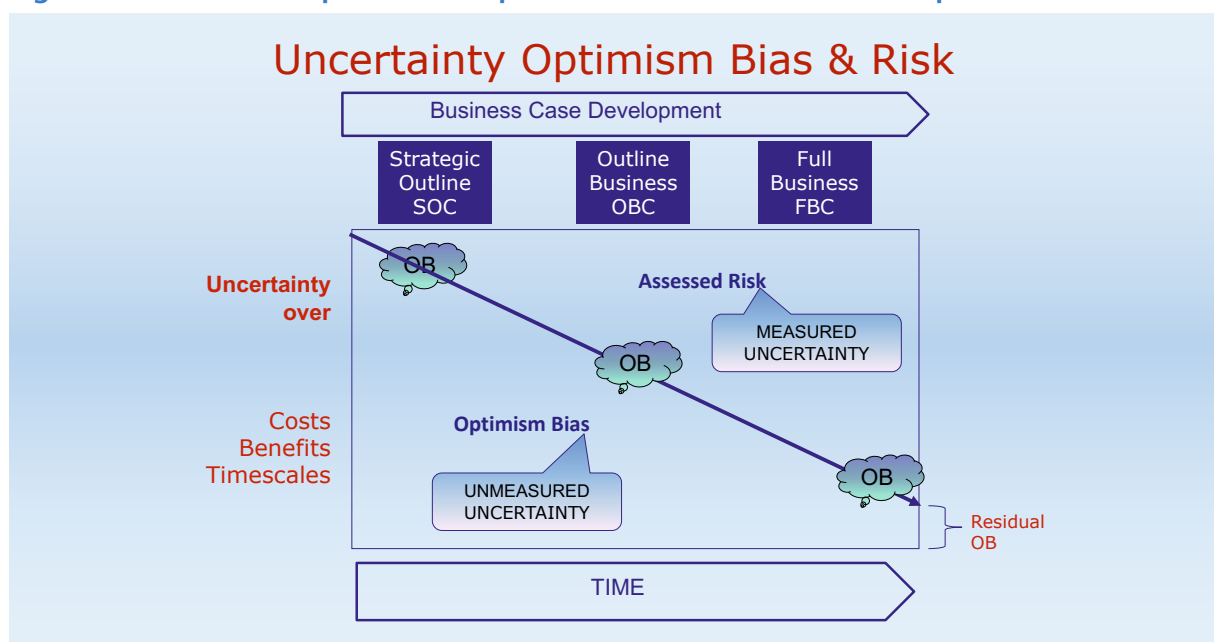 Uncertainty Optimism Bias & Risk
Business Case Development
Strategic
Outline
SOC
Outline
Business
OBC
Full
Business
FBC
OB
Uncertainty
over
Assessed Risk
MEASURED
UNCERTAINTY
OB
Costs
Benefits
Timescales
Optimism Bias
UNMEASURED
UNCERTAINTY
OB
Residual
OB
TIME